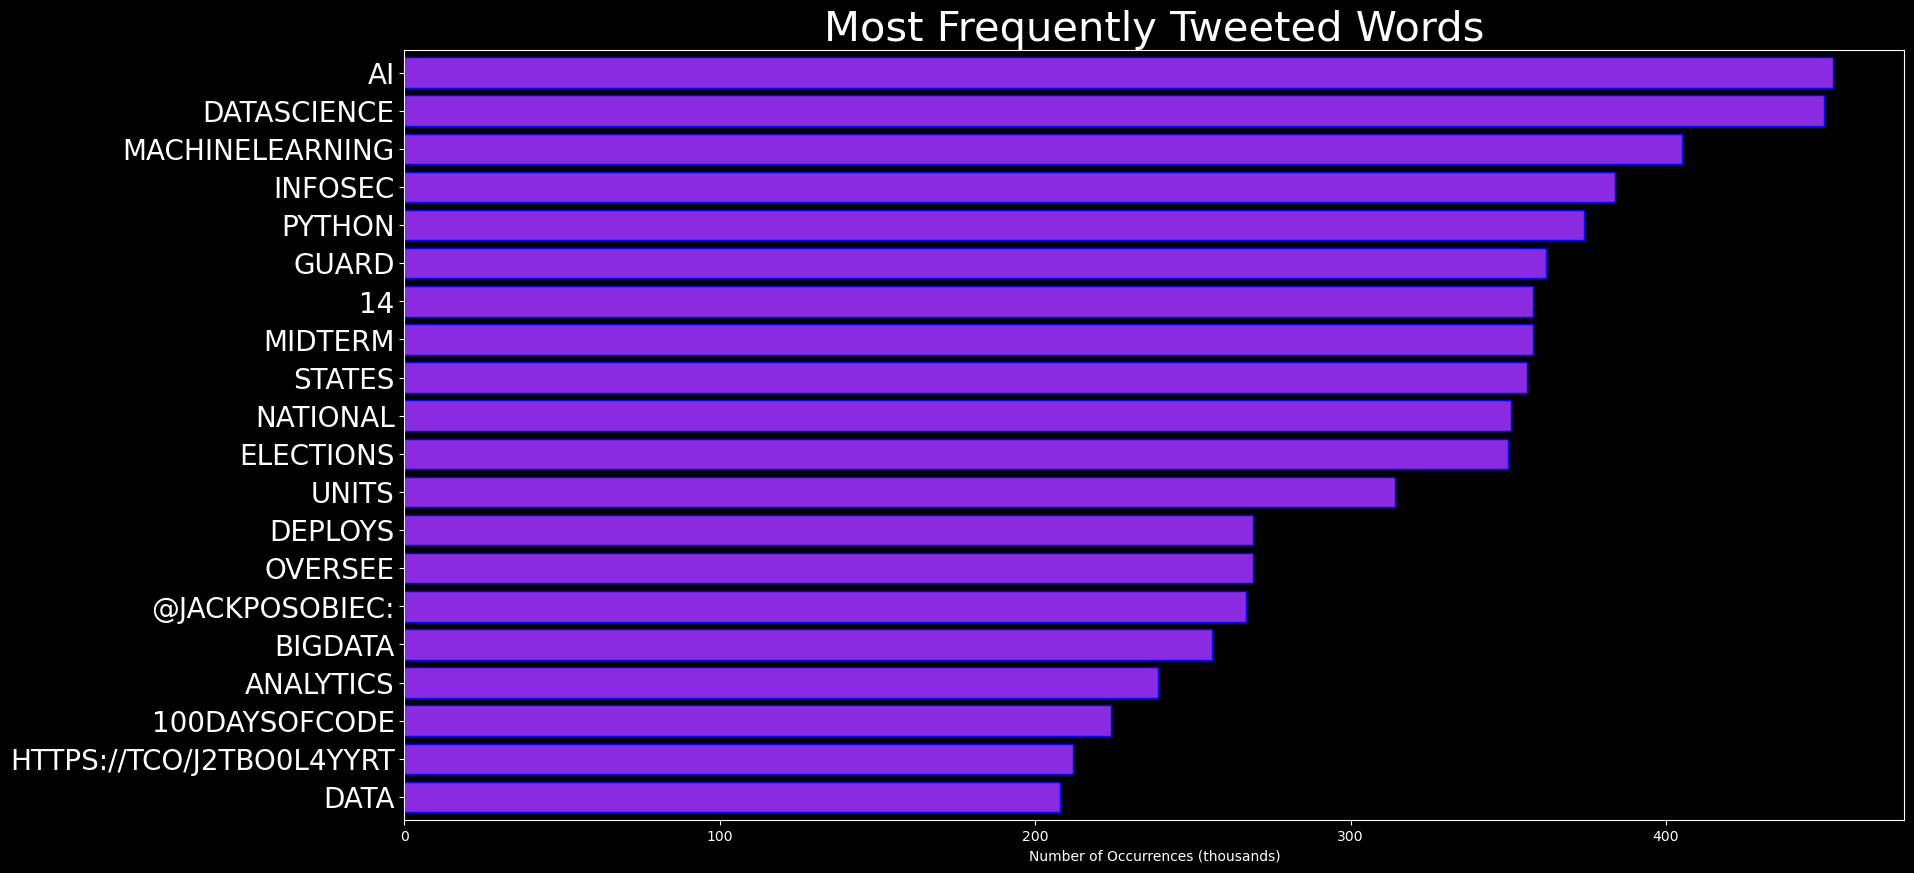 Most Frequently Tweeted Words
AI
DATASCIENCE
MACHINELEARNING
INFOSEC
PYTHON
GUARD
14
MIDTERM
STATES
NATIONAL
ELECTIONS
UNITS
DEPLOYS
OVERSEE
@JACKPOSOBIEC:
BIGDATA
ANALYTICS
100DAYSOFCODE
HTTPS://TCO/J2TBO0L4YYRT
DATA
0 100 200 300 400
Number of Occurrences (thousands)